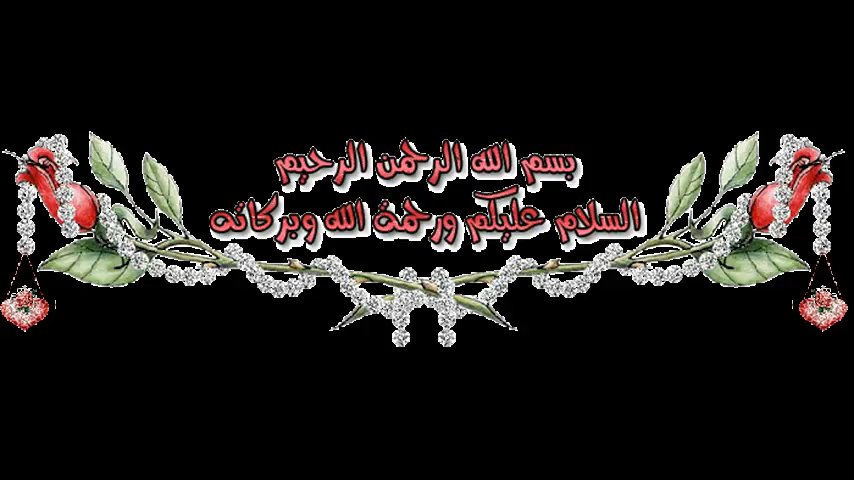 بسم الله الرحمن الرحيم
السلام عليكم ورحمة الله وبركاته